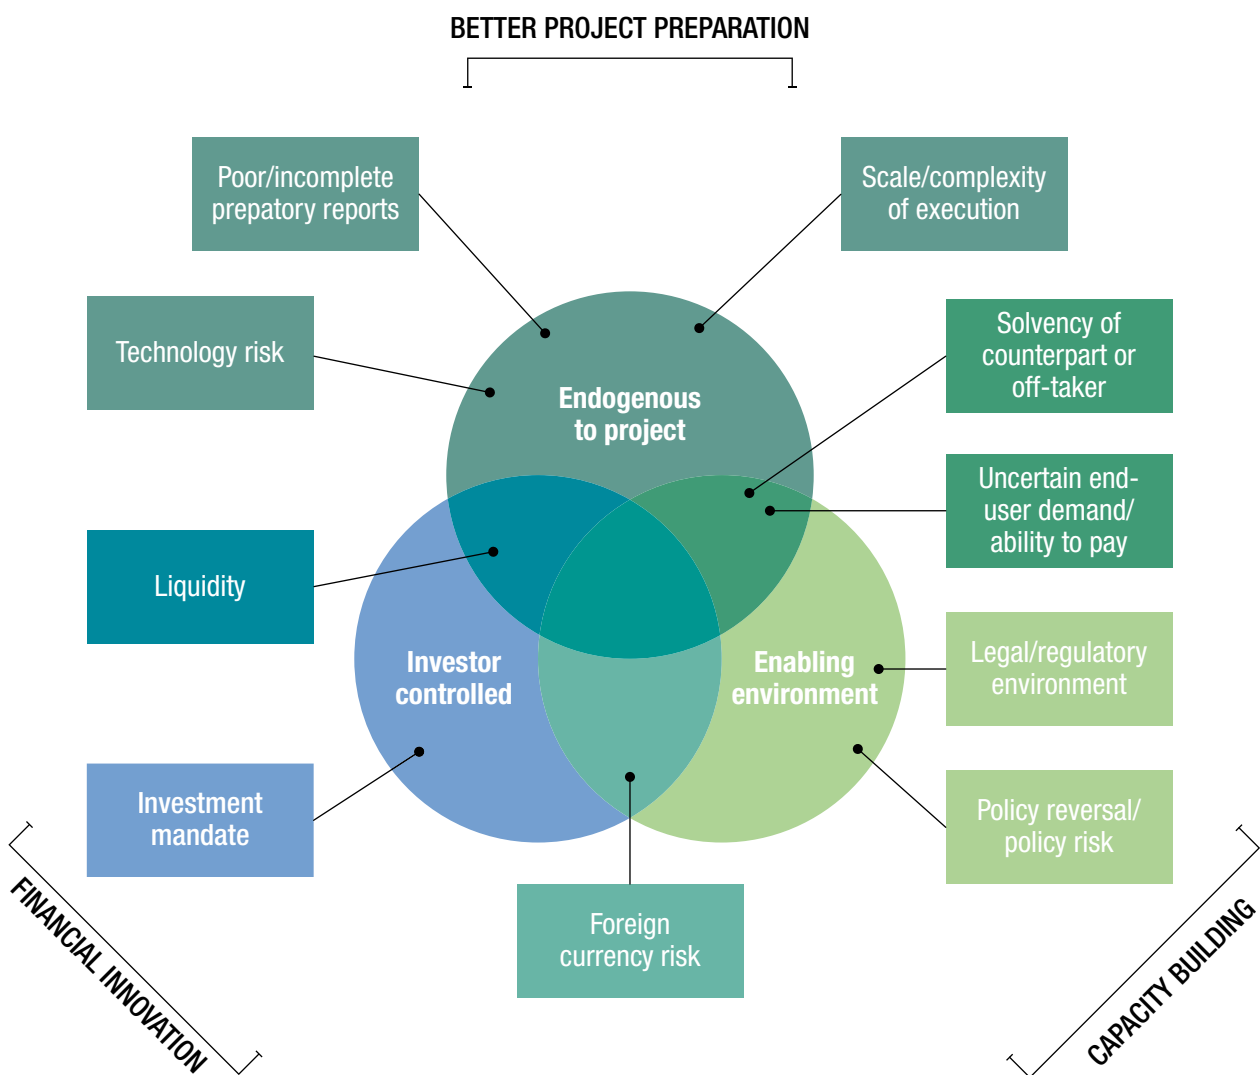 BETTER PROJECT PREPARATION
Poor/incomplete
prepatory reports
Scale/complexity
of execution
Technology risk
Solvency of
counterpart or
off-taker
Endogenous
to project
Uncertain end-
user demand/
ability to pay
Liquidity
Investor
controlled
Enabling
environment
Legal/regulatory
environment
Investment
mandate
Policy reversal/
policy risk
Foreign
currency risk
FINANCIAL INNOVATION
CAPACITY BUILDING